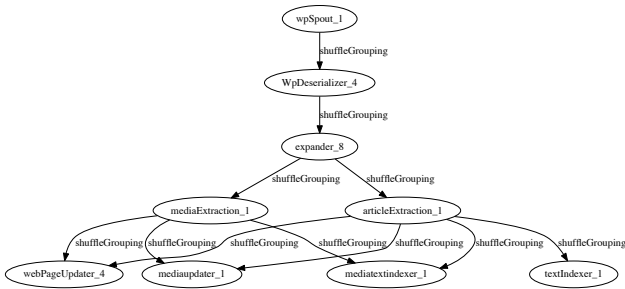 wpSpout_1
shuffleGrouping
WpDeserializer_4
shuffleGrouping
expander_8
shuffleGrouping shuffleGrouping
mediaExtraction_1 articleExtraction_1
shuffleGrouping shuffleGrouping shuffleGrouping shuffleGrouping shuffleGrouping shuffleGrouping shuffleGrouping
webPageUpdater_4 mediaupdater_1 mediatextindexer_1 textIndexer_1